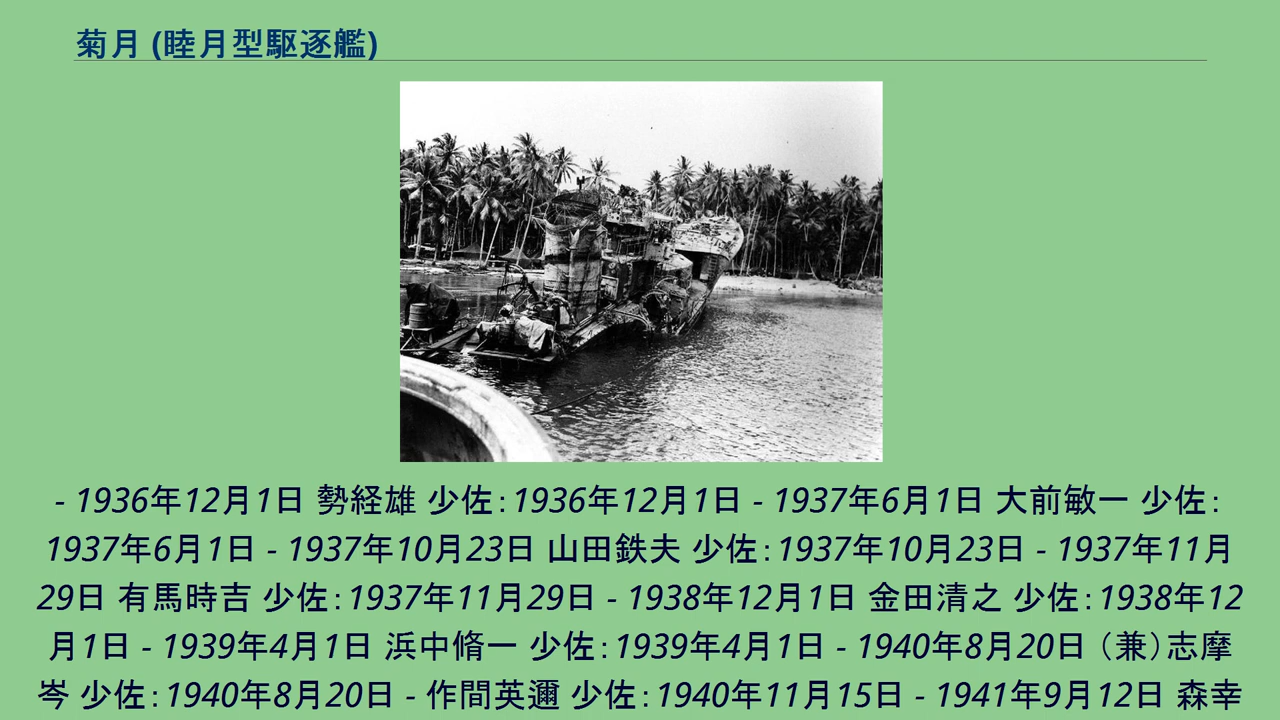 菊月 (睦月型駆逐艦)
- 1936年12月1日 勢経雄 少佐：1936年12月1日 - 1937年6月1日 大前敏一 少佐：
1937年6月1日 - 1937年10月23日 山田鉄夫 少佐：1937年10月23日 - 1937年11月
29日 有馬時吉 少佐：1937年11月29日 - 1938年12月1日 金田清之 少佐：1938年12
月1日 - 1939年4月1日 浜中脩一 少佐：1939年4月1日 - 1940年8月20日 （兼）志摩
岑 少佐：1940年8月20日 - 作間英邇 少佐：1940年11月15日 - 1941年9月12日 森幸